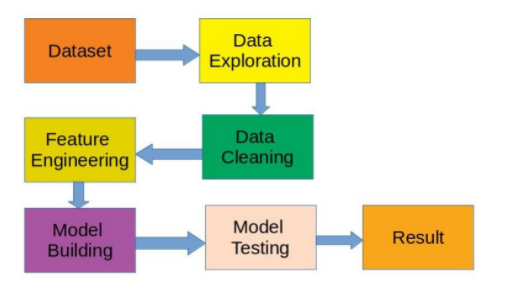 Dataset
Data
Exploration
Data
Cleaning
Feature
Engineering
Model
Building
Model
Testing
Result